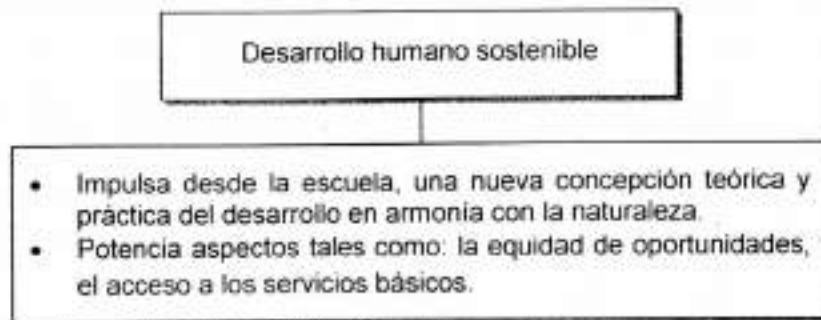 Desarrollo humano sostenible
• Impulsa desde la escuela, una nueva concepción teórica y
práctica del desarrollo en armonía con la naturaleza.
• Potencia aspectos tales como: la equidad de oportunidades,
el acceso a los servicios básicos.